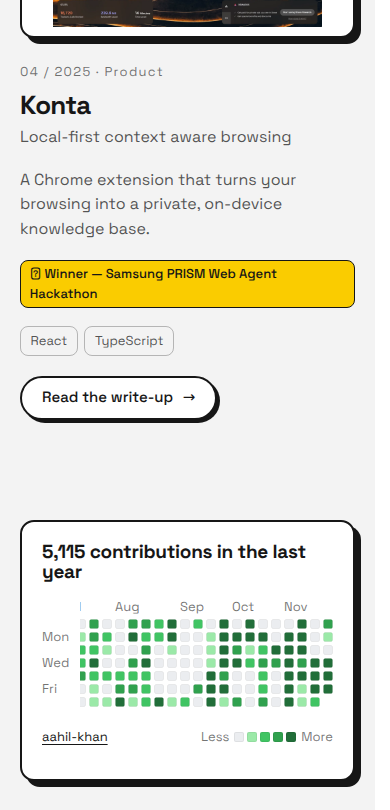 04 / 2025 · Product
Konta
Local-first context aware browsing
A Chrome extension that turns your
browsing into a private, on-device
knowledge base.
Winner — Samsung PRISM Web Agent
Hackathon
React TypeScript
Read the write-up →
5,115 contributions in the last
year
Aug Sep Oct Nov
Mon
Wed
Fri
aahil-khan Less More